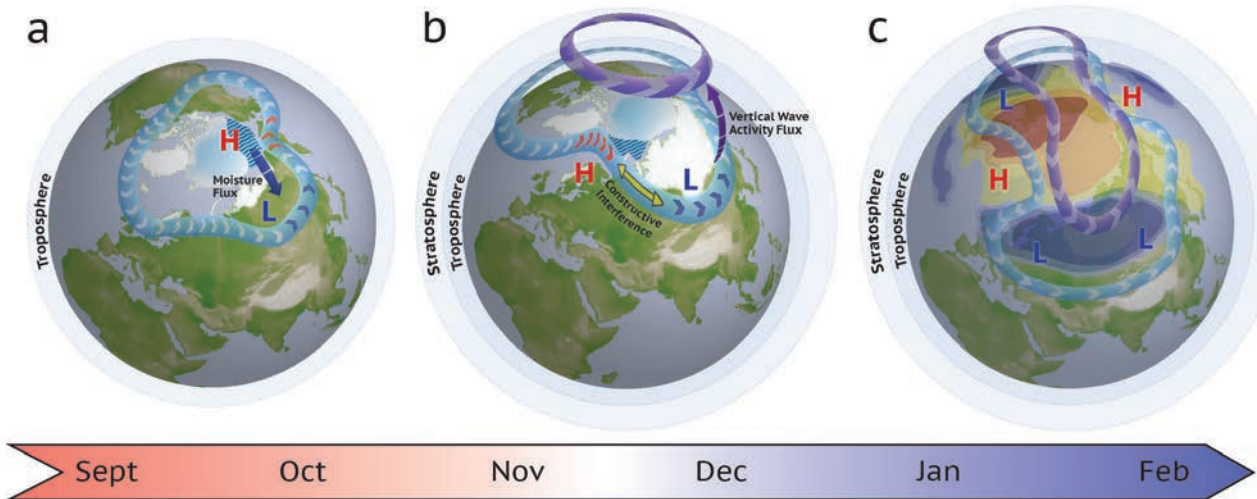 a
Troposphere
H
Moisture
Flux
L
b
Stratosphere
Troposphere
Vertical Wave
Activity Flux
H
L
Constructive
Interference
c
Stratosphere
Troposphere
L
H
H
L
L
Sept Oct Nov Dec Jan Feb